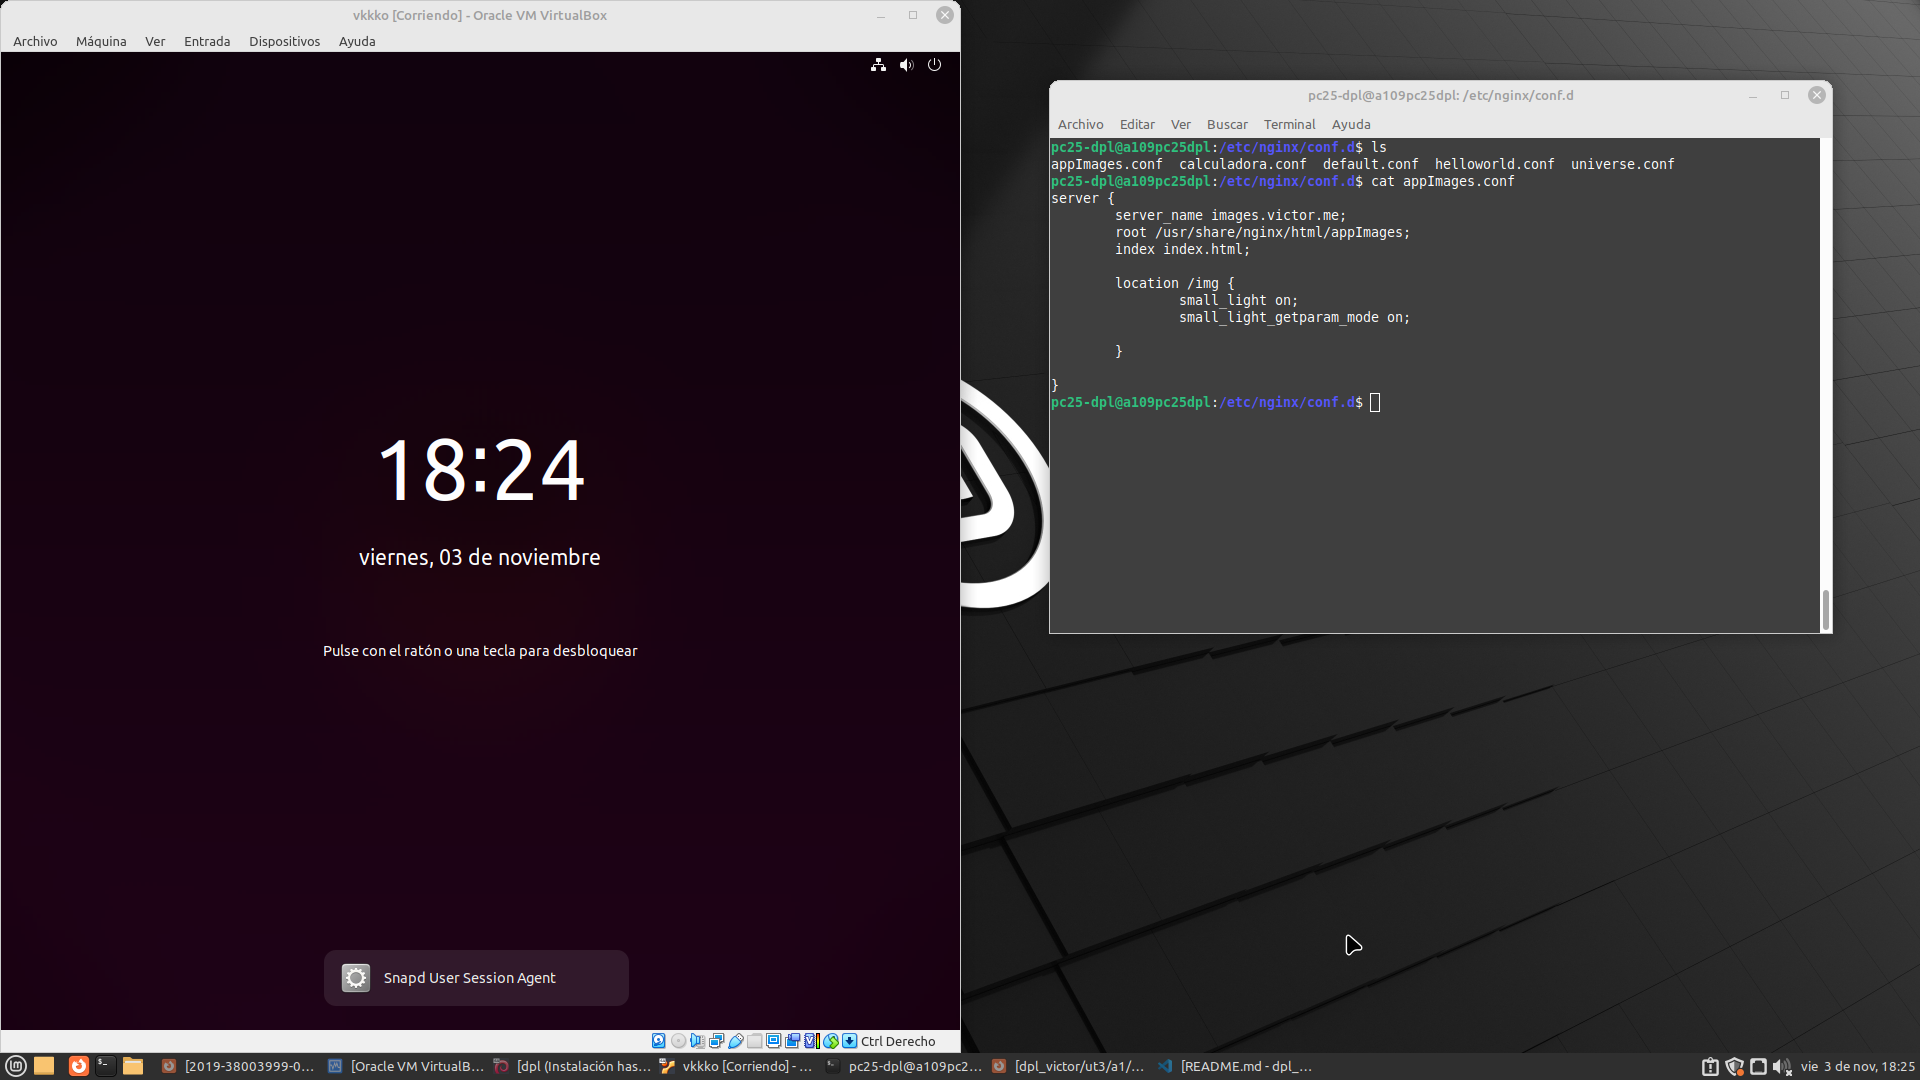 vkkko [Corriendo] - Oracle VM VirtualBox
Archivo Máquina Ver Entrada Dispositivos Ayuda
18:24
viernes, 03 de noviembre
Pulse con el ratón o una tecla para desbloquear
Snapd User Session Agent
Ctrl Derecho
pc25-dpl@a109pc25dpl: /etc/nginx/conf.d
Archivo Editar Ver Buscar Terminal Ayuda
pc25-dpl@a109pc25dpl:/etc/nginx/conf.d$ ls
appImages.conf  calculadora.conf  default.conf  helloworld.conf  universe.conf
pc25-dpl@a109pc25dpl:/etc/nginx/conf.d$ cat appImages.conf
server {
        server_name images.victor.me;
        root /usr/share/nginx/html/appImages;
        index index.html;
        location /img {
                small_light on;
                small_light_getparam_mode on;
        }
}
pc25-dpl@a109pc25dpl:/etc/nginx/conf.d$
[2019-38003999-0... [Oracle VM VirtualB... [dpl (Instalación has... vkkko [Corriendo] - ... pc25-dpl@a109pc2... [dpl_victor/ut3/a1/... [README.md - dpl_... vie 3 de nov, 18:25